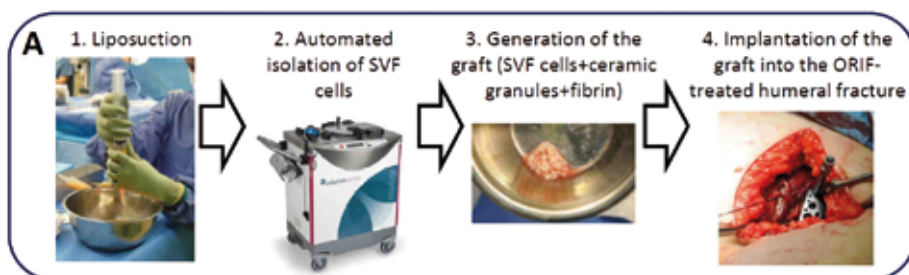 A
1. Liposuction
2. Automated
isolation of SVF
cells
3. Generation of the
graft (SVF cells+ceramic
granules+fibrin)
4. Implantation of the
graft into the ORIF-
treated humeral fracture